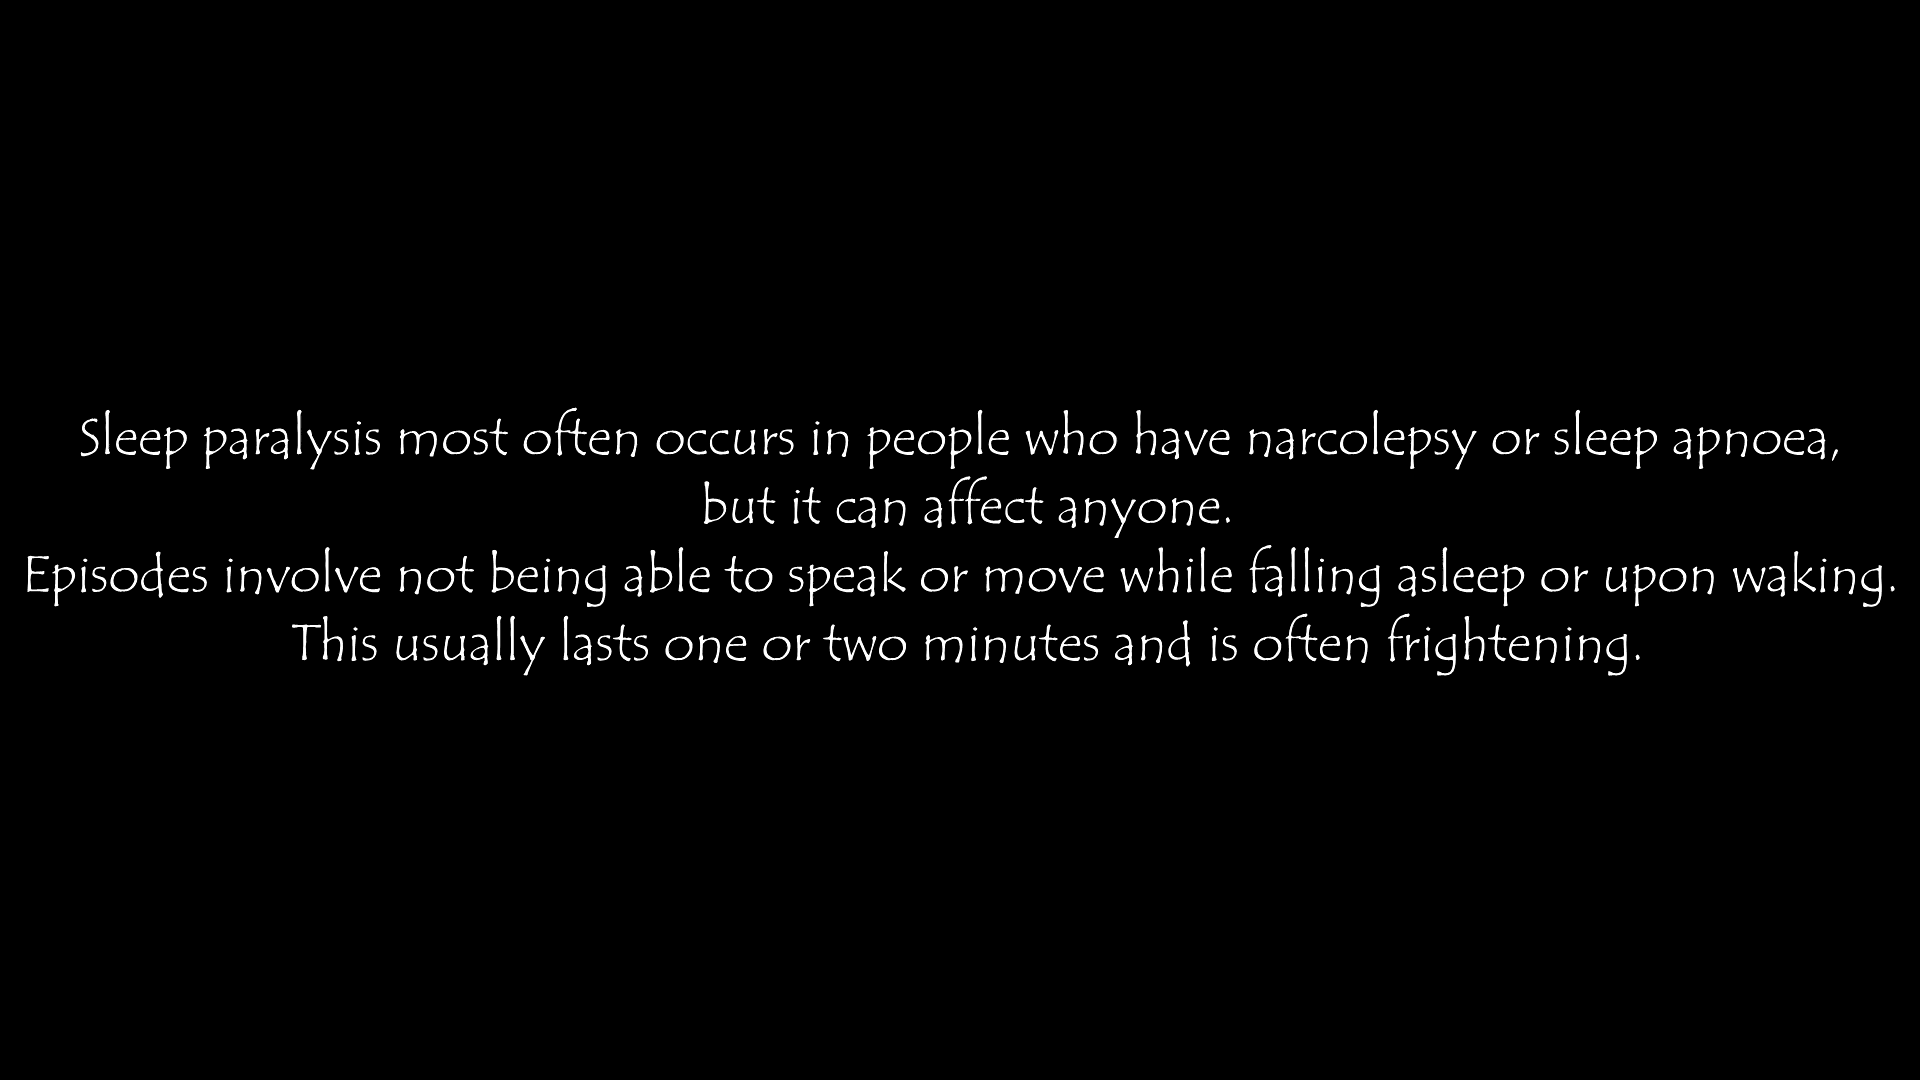 Sleep paralysis most often occurs in people who have narcolepsy or sleep apnoea,
but it can affect anyone.
Episodes involve not being able to speak or move while falling asleep or upon waking.
This usually lasts one or two minutes and is often frightening.